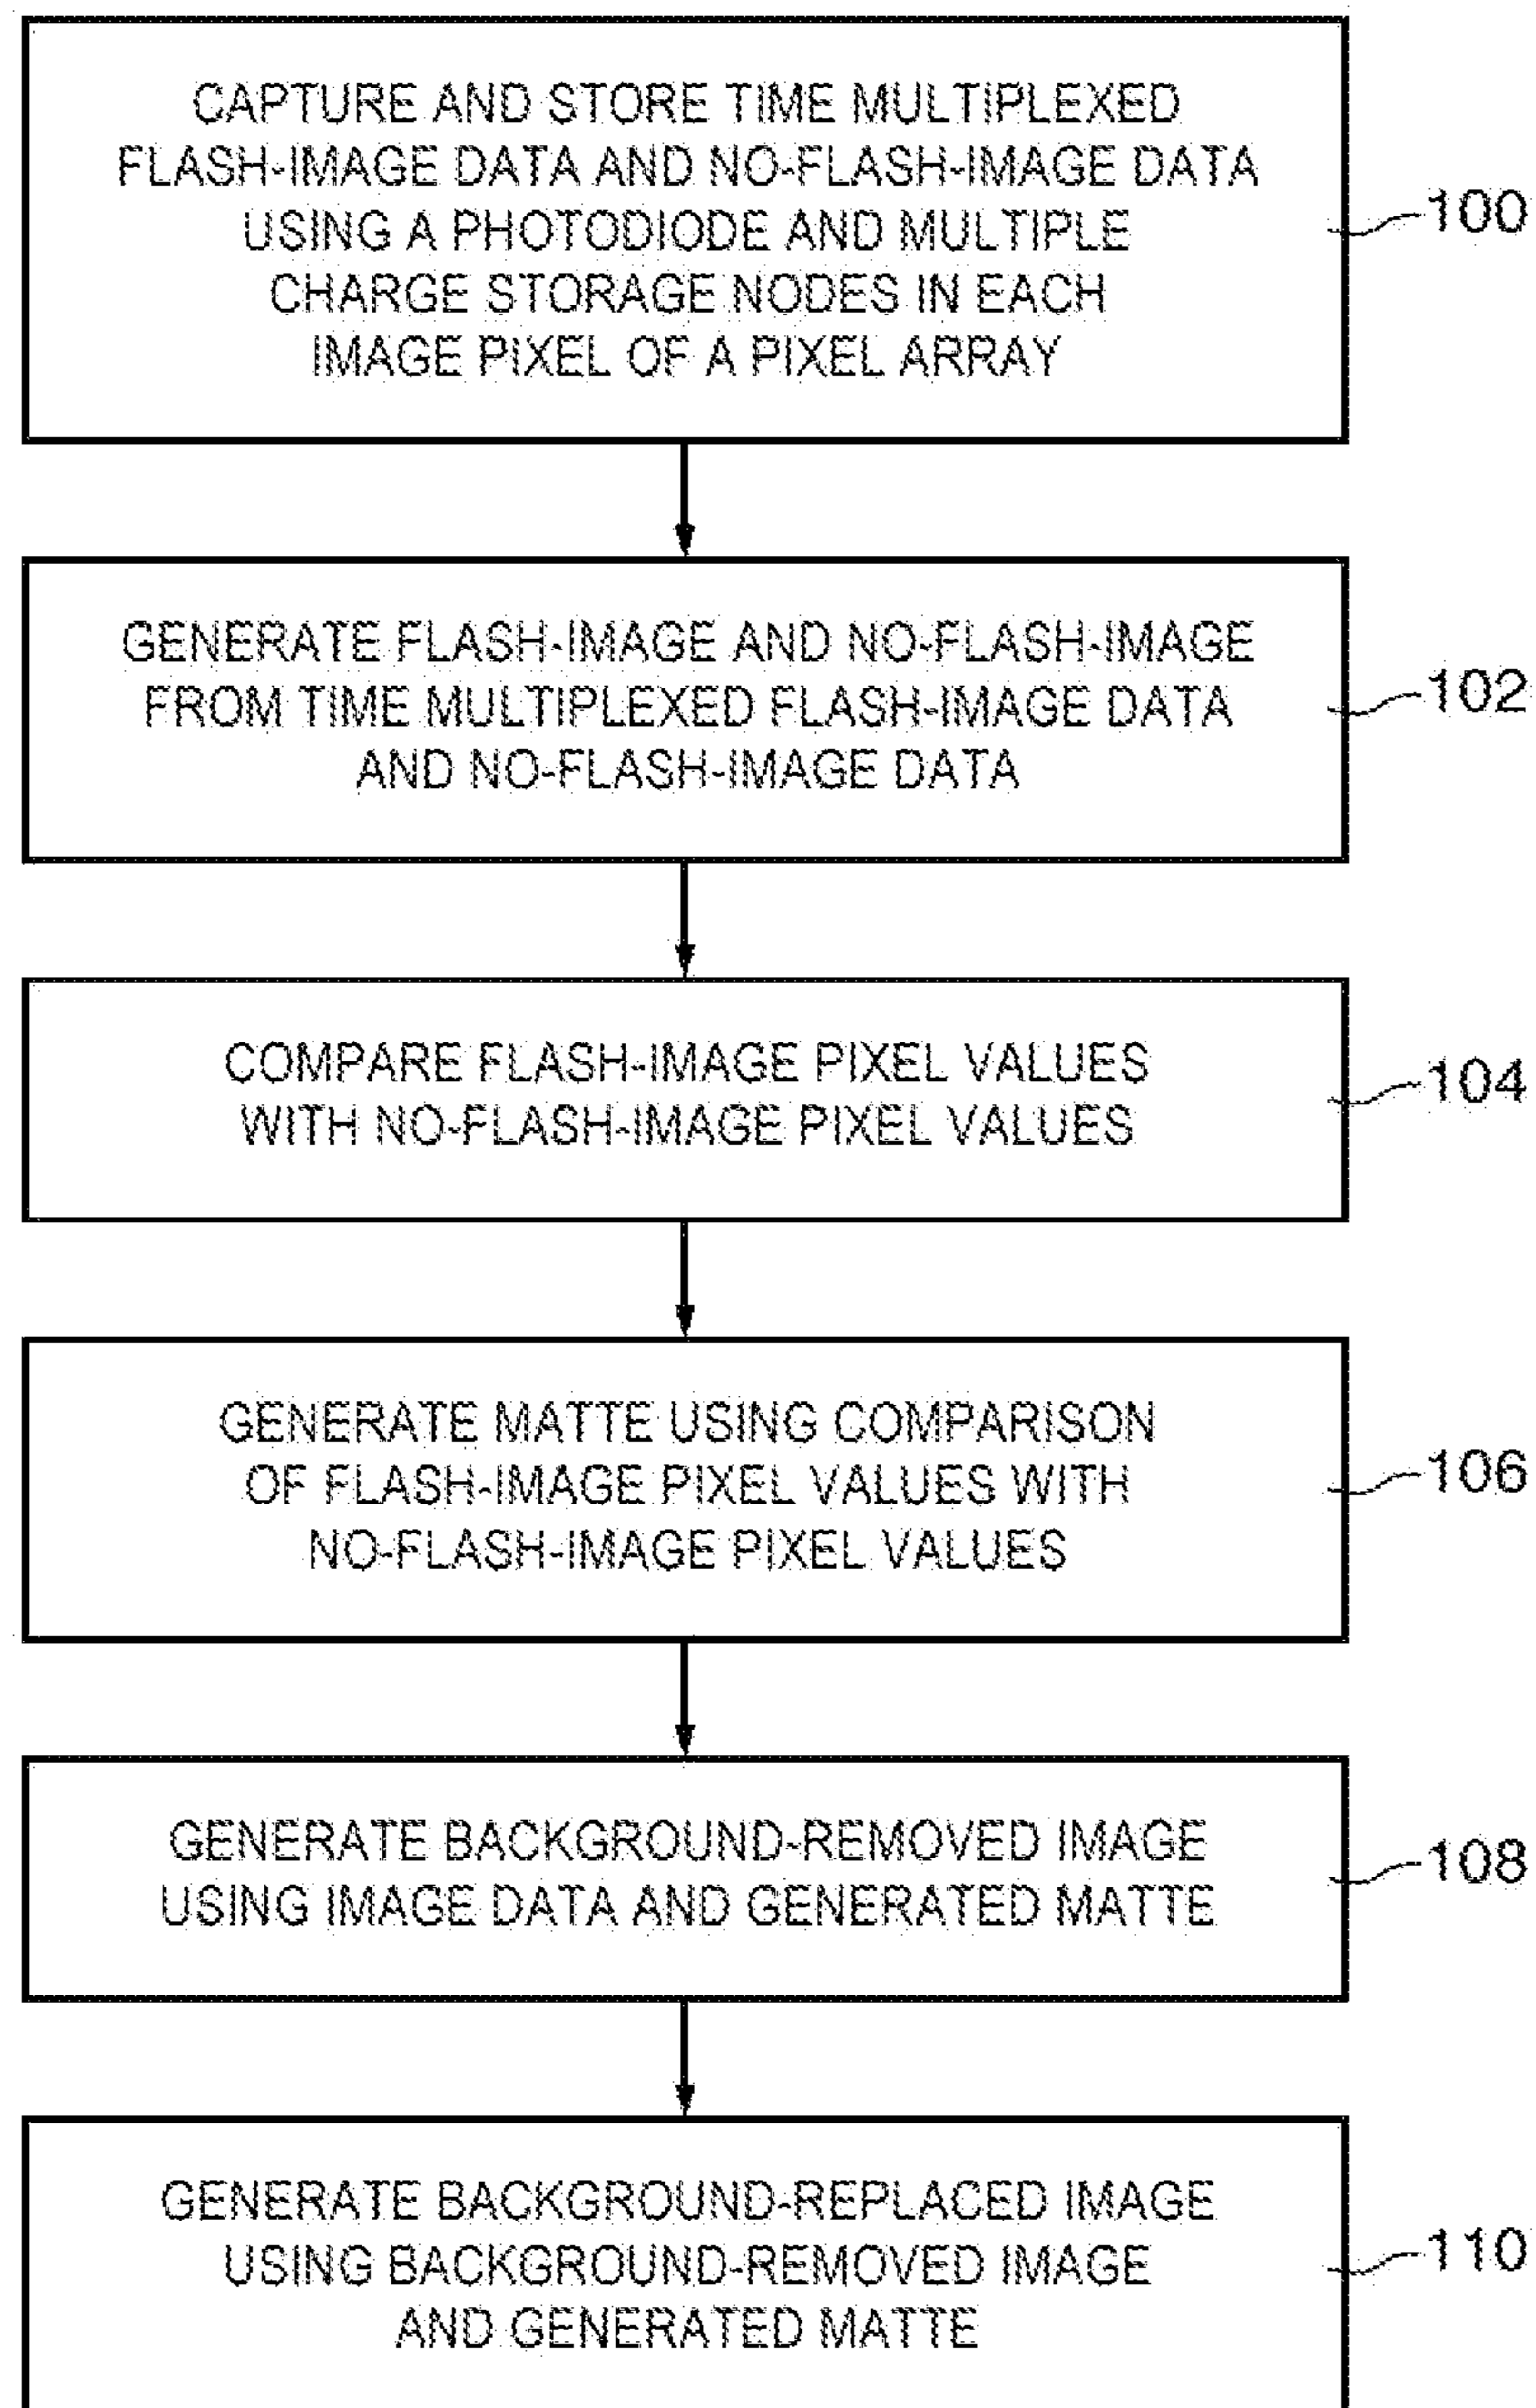 CAPTURE AND STORE TIME MULTIPLEXED
FLASH-IMAGE DATA AND NO-FLASH-IMAGE DATA
USING A PHOTODIODE AND MULTIPLE
CHARGE STORAGE NODES IN EACH
IMAGE PIXEL OF A PIXEL ARRAY
100
GENERATE FLASH-IMAGE AND NO-FLASH-IMAGE
FROM TIME MULTIPLEXED FLASH-IMAGE DATA
AND NO-FLASH-IMAGE DATA
102
COMPARE FLASH-IMAGE PIXEL VALUES
WITH NO-FLASH-IMAGE PIXEL VALUES
104
GENERATE MATTE USING COMPARISON
OF FLASH-IMAGE PIXEL VALUES WITH
NO-FLASH-IMAGE PIXEL VALUES
106
GENERATE BACKGROUND-REMOVED IMAGE
USING IMAGE DATA AND GENERATED MATTE
108
GENERATE BACKGROUND-REPLACED IMAGE
USING BACKGROUND-REMOVED IMAGE
AND GENERATED MATTE
110